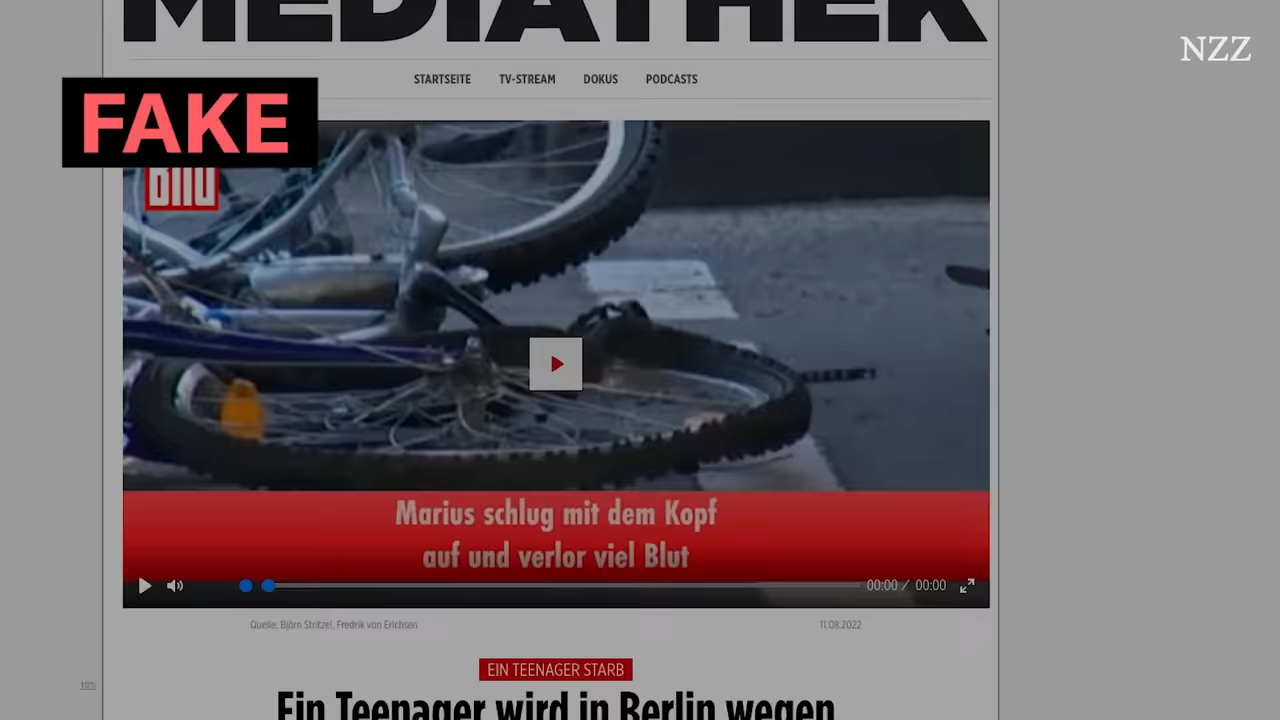 MEDIATHEK
NZZ
STARTSEITE TV-STREAM DOKUS PODCASTS
FAKE
Bild
Marius schlug mit dem Kopf
auf und verlor viel Blut
00:00 / 00:00
Quelle: Björn Stritzel, Fredrik von Erichsen 11.08.2022
EIN TEENAGER STARB
10%
Ein Teenager wird in Berlin wegen